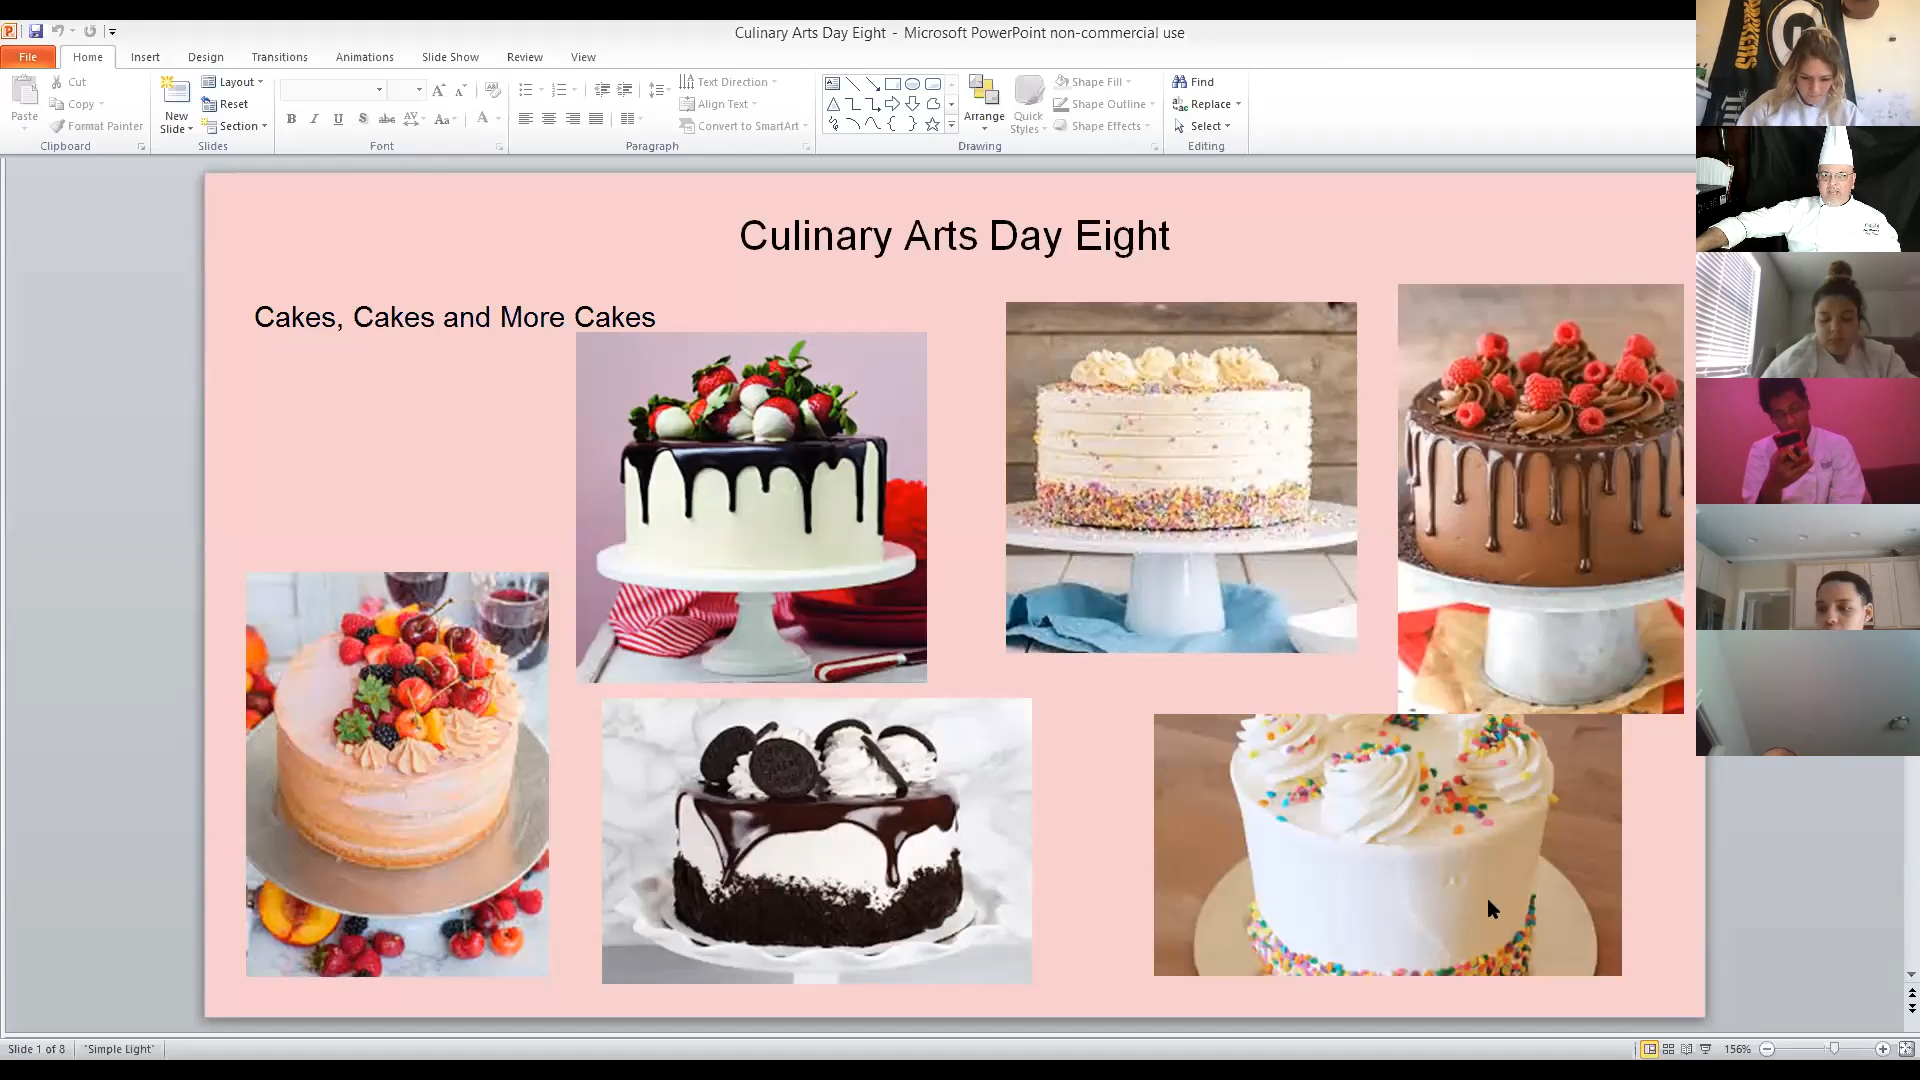 Culinary Arts Day Eight - Microsoft PowerPoint non-commercial use
File Home Insert Design Transitions Animations Slide Show Review View
Paste
Cut
Copy
Format Painter
Clipboard
New
Slide
Layout
Reset
Section
Slides
B I U S abc AV Aa A
Font
Text Direction
Align Text
Convert to SmartArt
Paragraph
Arrange
Quick
Styles
Shape Fill
Shape Outline
Shape Effects
Drawing
Find
Replace
Select
Editing
Culinary Arts Day Eight
Cakes, Cakes and More Cakes
Slide 1 of 8 "Simple Light" 156%